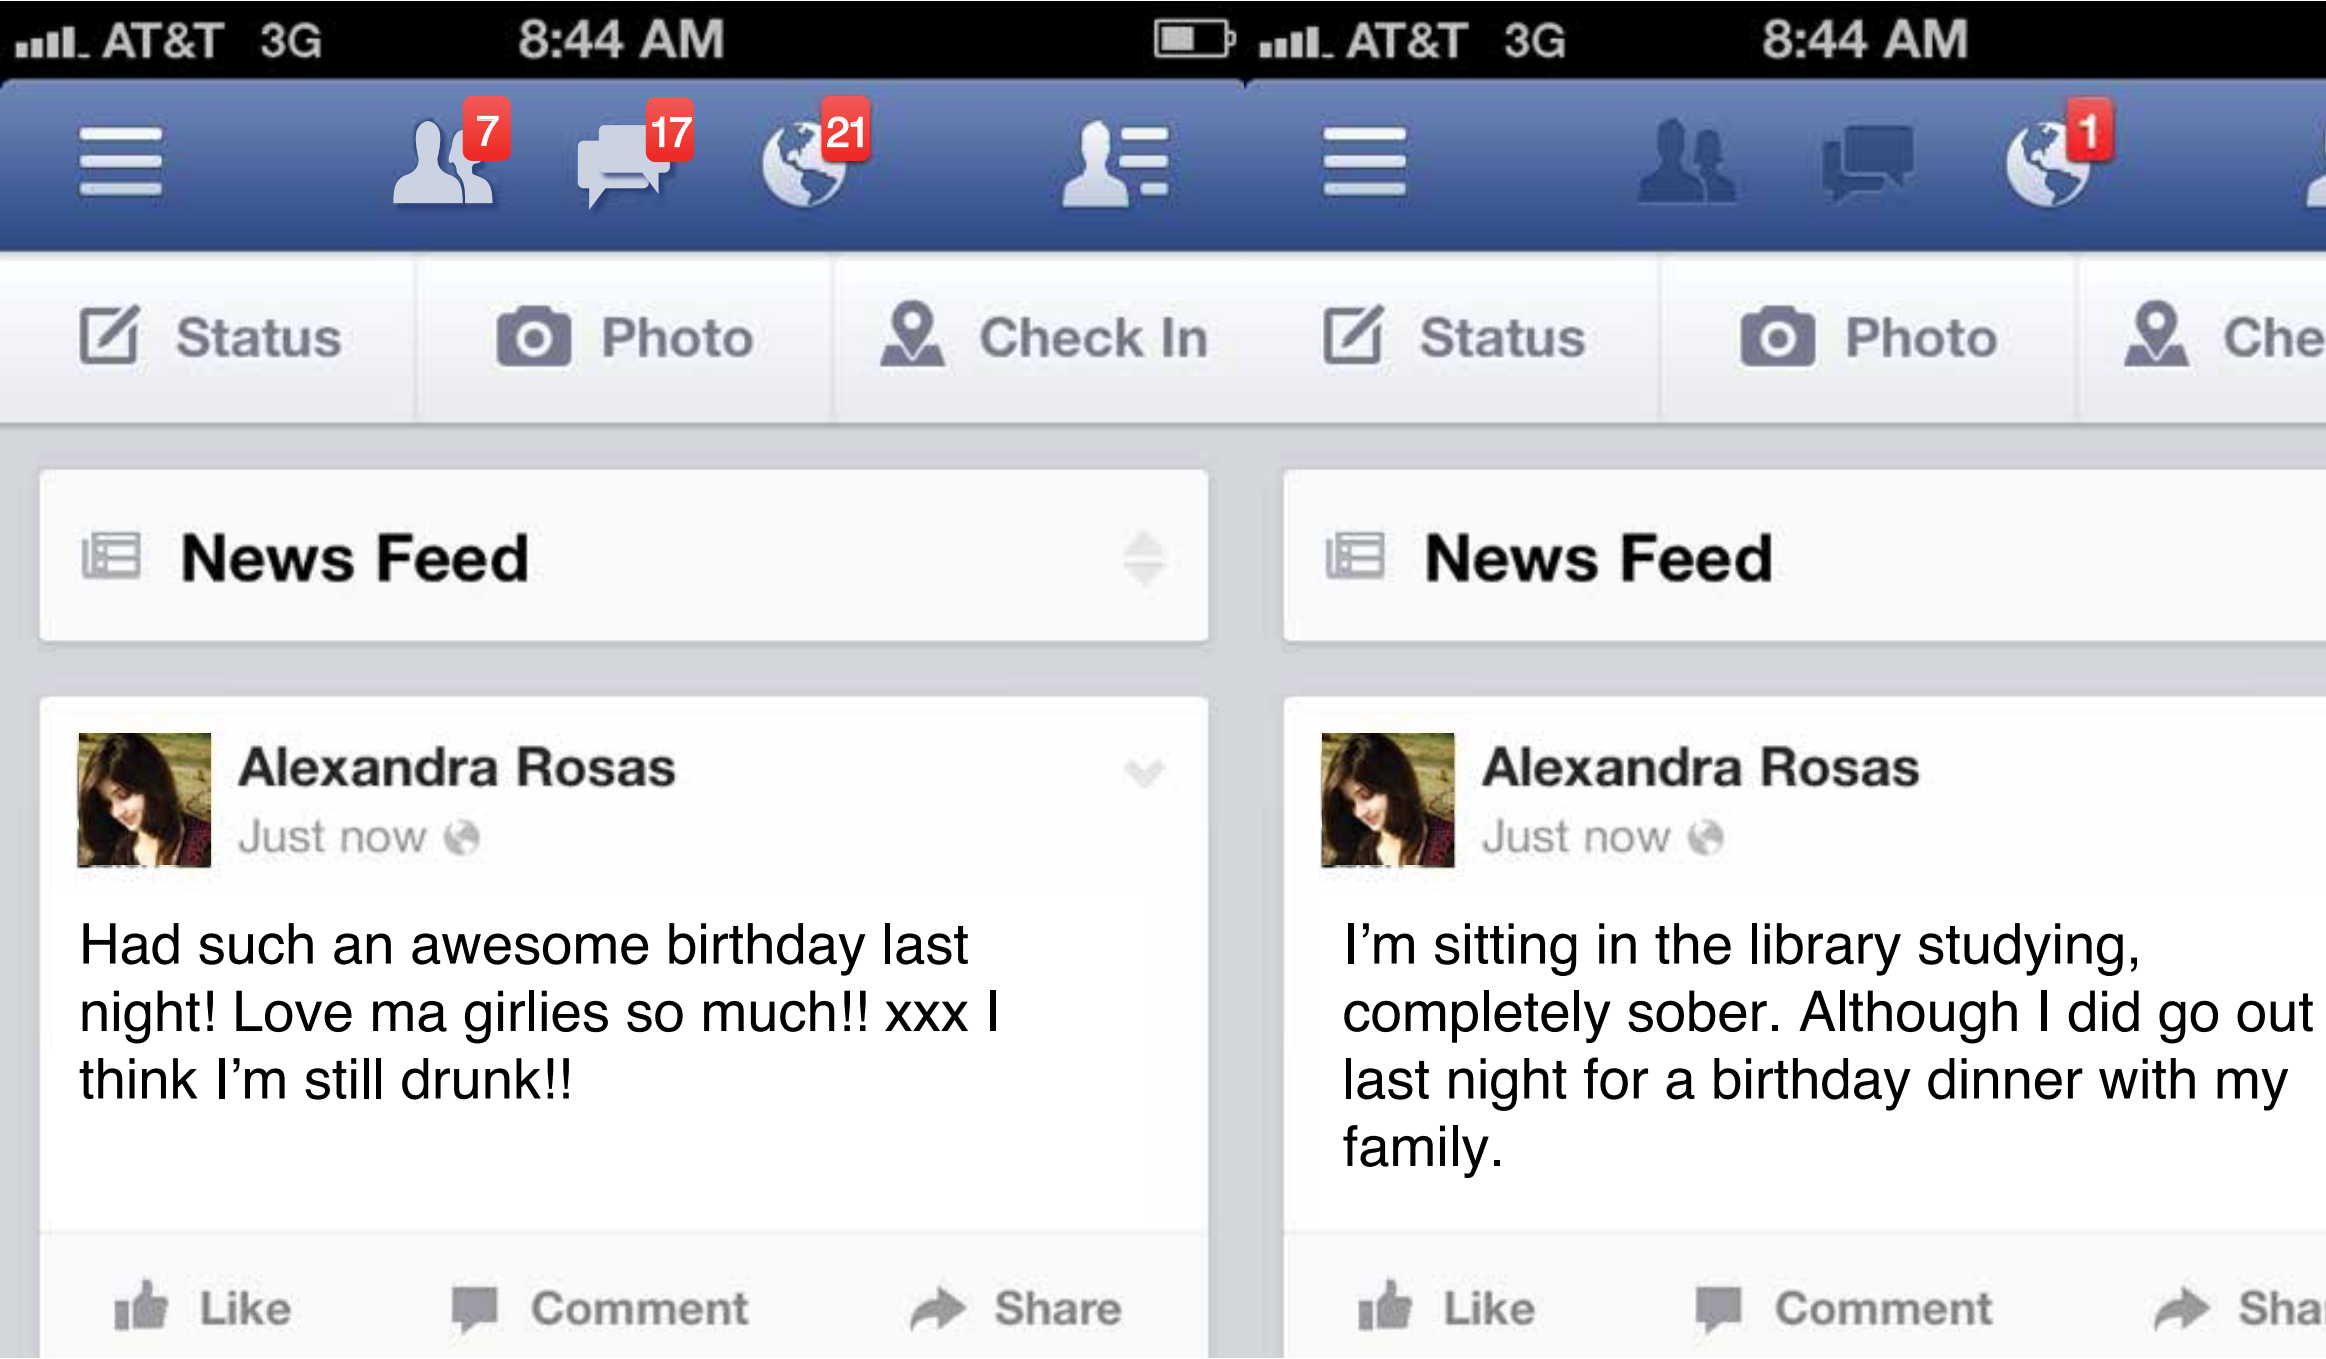 AT&T 3G 8:44 AM
7 17 21
Status Photo Check In
News Feed
Alexandra Rosas
Just now
Had such an awesome birthday last
night! Love ma girlies so much!! xxx I
think I’m still drunk!!
Like Comment Share
AT&T 3G 8:44 AM
1
Status Photo Che
News Feed
Alexandra Rosas
Just now
I’m sitting in the library studying,
completely sober. Although I did go out
last night for a birthday dinner with my
family.
Like Comment Sha